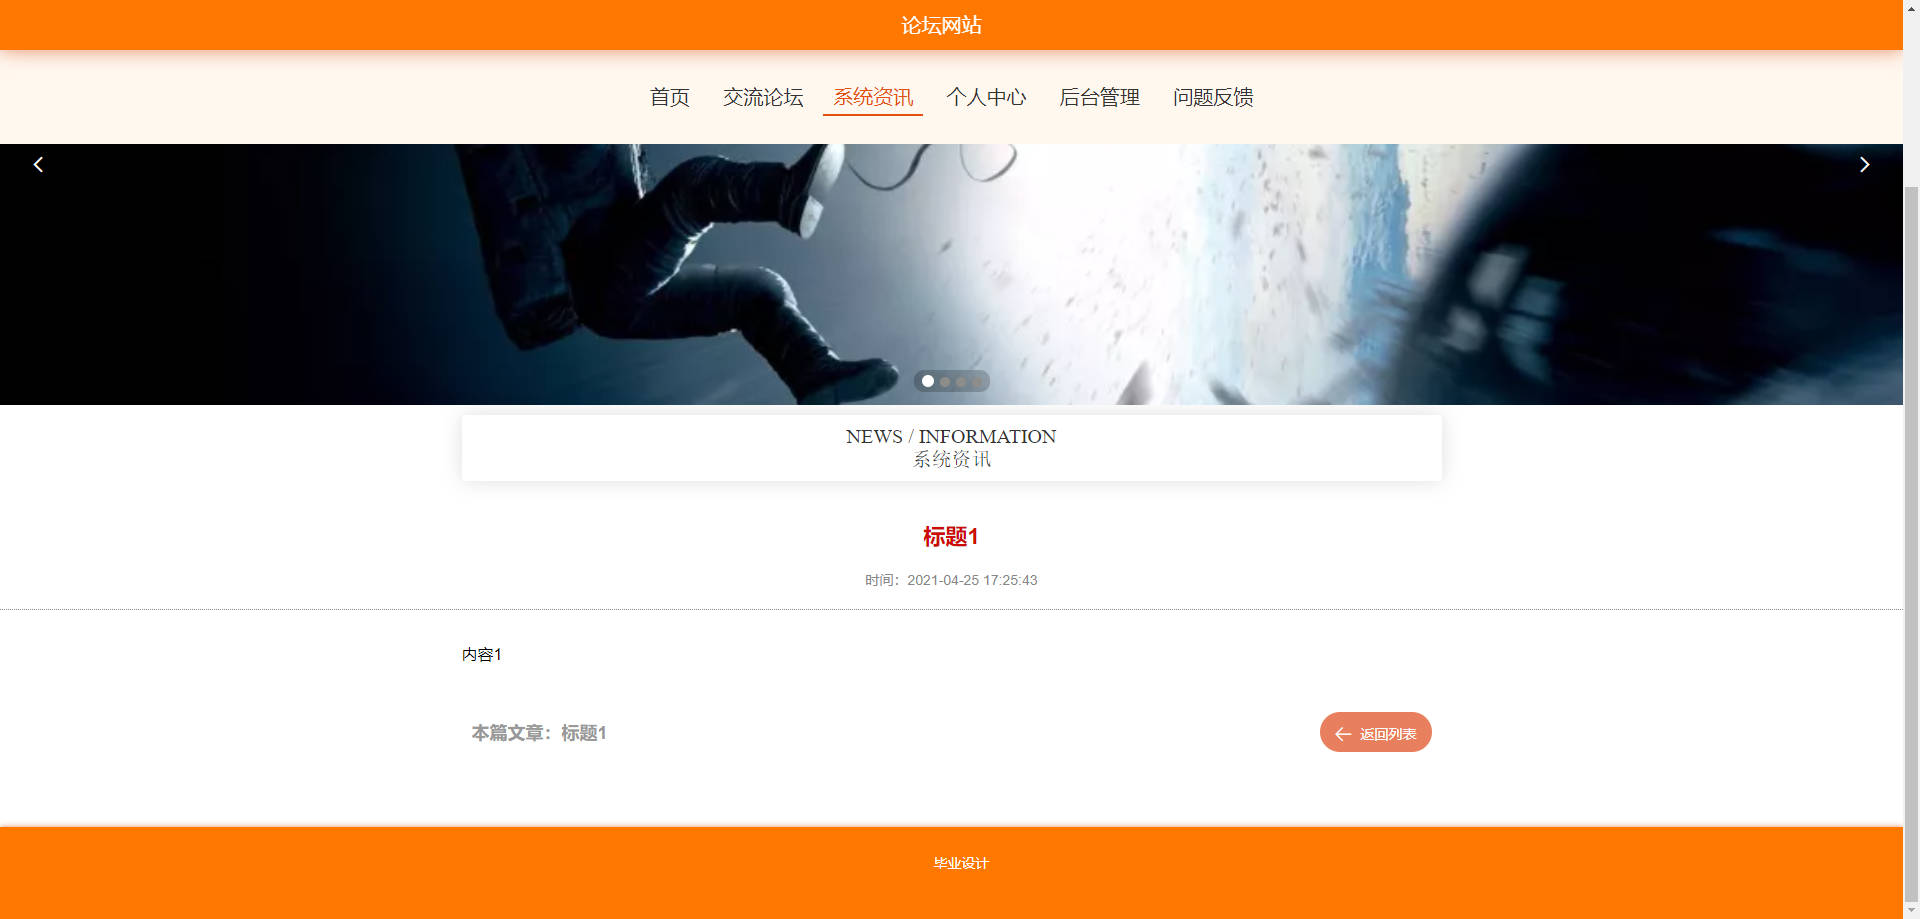 论坛网站
首页 交流论坛 系统资讯 个人中心 后台管理 问题反馈
NEWS / INFORMATION
系统资讯
标题1
时间：2021-04-25 17:25:43
内容1
本篇文章：标题1
返回列表
毕业设计